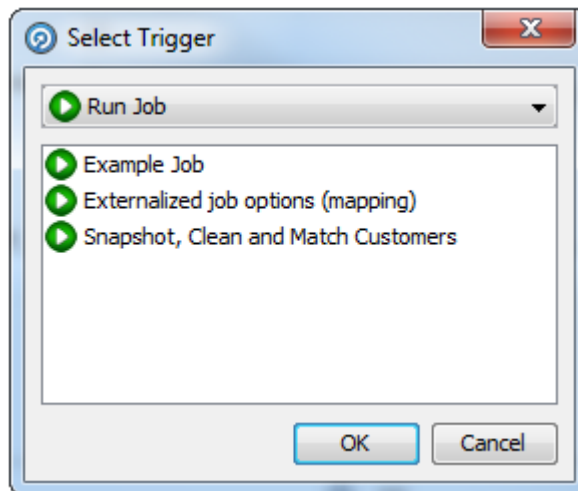 Select Trigger
Run Job
Example Job
Externalized job options (mapping)
Snapshot, Clean and Match Customers
OK
Cancel